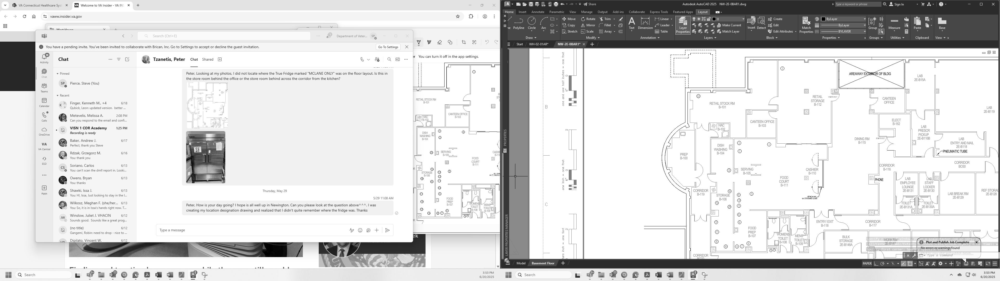 VA Connecticut Healthcare Syst
Welcome to VA Insider - VA INS
vaww.insider.va.gov
West Haven
Search (Ctrl+E)
Department of Veter...
SP
You have a pending invite. You've been invited to collaborate with Brican, Inc. Go to Settings to accept or decline the guest invitation.
Go To Settings
Activity
Chat
Teams
Calendar
Calls
OneDrive
VA
VA Central
ESD
Apps
Chat
Pinned
SP
Pierce, Steve (You)
Recent
Finger, Kenneth M., +4
6/18
Qubick, Leon: updated version. better ...
Metevelis, Melissa A.
2:08 PM
Can you respond to the email and confi...
VISN 1 COR Academy
1:25 PM
Recording is ready
Baker, Andrew J.
6/17
Perfect, thank you Steve
Rdzak, Grzegorz M.
6/16
You: thank you
CS
Soriano, Carlos
6/13
You: can't scan the dmll report in. Looki...
Owens, Bryan
6/13
You: thanks
Shawki, Issa J.
6/13
You: HI, Issa, Just looking to stay in the l...
Wilkosz, Meghan F. (she/her...
6/13
You: So, it is in Issa's hands right now. T...
JW
Winslow, Juliet J. VHACIN
6/12
Sounds good. Sounds like a great prog...
(no title)
6/12
Gangemi, Robin: need to drop - nice to ...
Dipilato, Vincent W.
6/12
Tzanetis, Peter
Chat
Shared
Peter, Looking at my photos, I did not locate where the True Fridge marked "MCLANE ONLY" was on the floor layout. Is this in
the store room behind the office or the store room behind across the corridor from the kitchen?
Thursday, May 29
5/29 11:08 AM
Peter, How is your day going? I hope is all well up in Newington. Can you please look at the question above^^^. I was
creating my location designation drawing and realized that I didn't quite remember where the fridge was. Thanks
Type a message
You can turn it off in the app settings.
RETAIL STOCK RM
B-101
CANTEEN OFFICE
B-103
HAC
B-102
DISH
WASHING
B-104
SERVING
B-105
FOOD
COURT
B-111
STORAGE
B-106
FOOD
PREP
B-107
WOMENS
TOILET
B-108
MENS
TOILET
B-109
Search
3:53 PM
6/20/2025
Share
Autodesk AutoCAD 2025 NW-2E-0BAR1.dwg
Type a keyword or phrase
Sign In
Home
Insert
Annotate
Parametric
View
Manage
Output
Add-ins
Collaborate
Express Tools
Featured Apps
Layout
Polyline
Circle
Arc
Draw
Move
Rotate
Trim
Copy
Mirror
Fillet
Stretch
Scale
Array
Modify
Text
Dimension
Linear
Leader
Table
Annotation
Layer
Properties
0
Make Current
Match Layer
Layers
Insert
Detect
Create
Edit
Edit Attributes
Block
Match
Properties
ByLayer
ByLayer
BYLAYER
Properties
Group
Groups
Measure
Utilities
Paste
Clipboard
Base
View
Start
WH-02-01AR*
NW-2E-0BAR1*
PROPERTIES
LAYER PROPERTIES MANAGER
one and one half inches = one foot
one inch = one foot
B
C
AREAWAY EXTERIOR OF BLDG
RETAIL STOCK RM
B-101
RETAIL
STORAGE
B-112
CANTEEN
OFFICE
LAB
2E-B15A
LAB
2E-B119
CANTEEN OFFICE
B-103
HAC
B-102
ELECT
B-162
LAB
PRESCR
PICKUP
2E-B116B
LAB
ENTRY AND MAIL
2E-B118
PNEUMATIC TUBE
DINING RM
B-115
DISH
WASHING
B-104
PREP
B-100
SERVING
B-105
CASHIER
B-110
FOOD
COURT
B-111
CORRIDOR
B-116
CORRIDOR
BO30
PHONE
LAB
EMPLOYEE
LOUNGE
2E-B131
LAB
STAFF
LOCKER
2E-B130
LAB BREAK RM
2E-B129
REF STORAG
2E-B128
CORRIDOR
B-119
STORAGE
B-106
TOILET
2E-B131A
TOILET
2E-B130A
ENTRY/ EXIT
B-118
CORRIDOR
B-117
FOOD
PREP
B-107
WOMENS
TOILET
B-108
MENS
TOILET
B-109
BULK
STORAGE
2E-B148A
WORK RM
2E-B147
CORRIDOR
Plot and Publish Job Complete
No errors or warnings found
Type a command
Model
Basement Floor
PAPER
Search
3:53 PM
6/20/2025